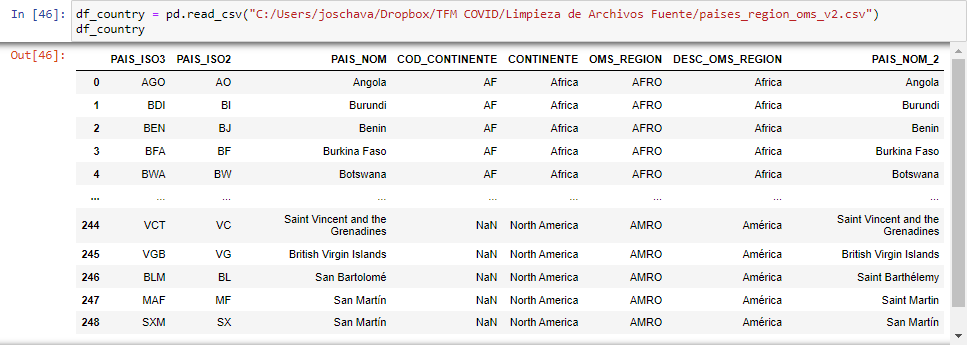 In [46]: df_country = pd.read_csv("C:/Users/joschava/Dropbox/TFM COVID/Limpieza de Archivos Fuente/paises_region_oms_v2.csv")
df_country
Out[46]:
PAIS_ISO3 PAIS_ISO2 PAIS_NOM COD_CONTINENTE CONTINENTE OMS_REGION DESC_OMS_REGION PAIS_NOM_2
0 AGO AO Angola AF Africa AFRO Africa Angola
1 BDI BI Burundi AF Africa AFRO Africa Burundi
2 BEN BJ Benin AF Africa AFRO Africa Benin
3 BFA BF Burkina Faso AF Africa AFRO Africa Burkina Faso
4 BWA BW Botswana AF Africa AFRO Africa Botswana
... ... ... ... ... ... ... ... ...
244 VCT VC Saint Vincent and the Grenadines NaN North America AMRO América Saint Vincent and the Grenadines
245 VGB VG British Virgin Islands NaN North America AMRO América British Virgin Islands
246 BLM BL San Bartolomé NaN North America AMRO América Saint Barthélemy
247 MAF MF San Martín NaN North America AMRO América Saint Martin
248 SXM SX San Martín NaN North America AMRO América San Martín